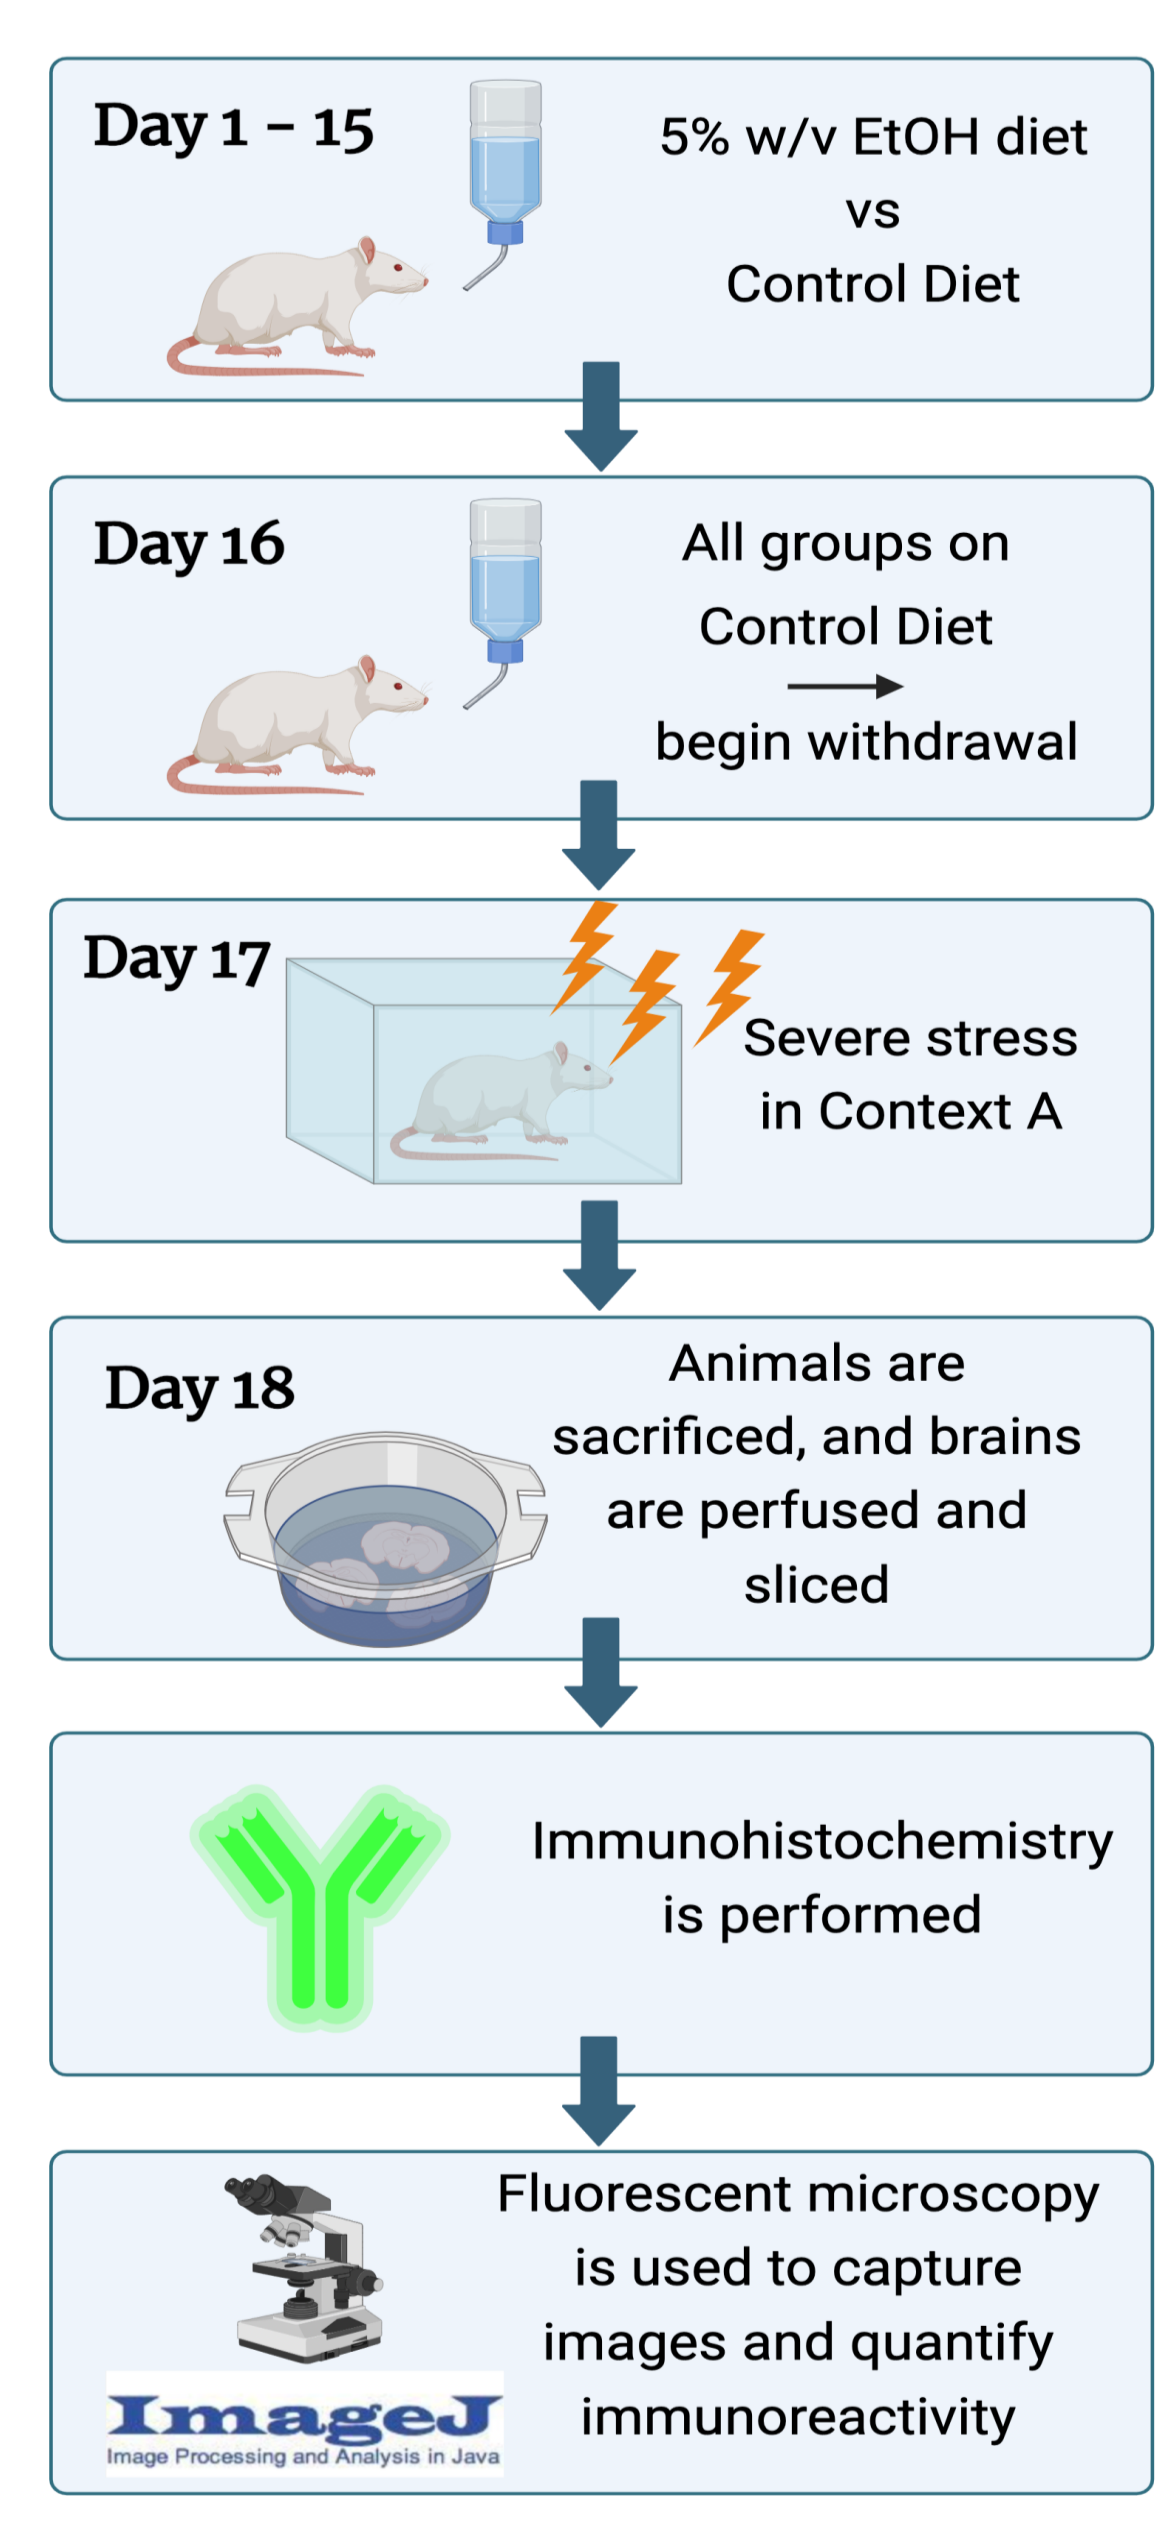 Day 1 – 15
5% w/v EtOH diet
vs
Control Diet
Day 16
All groups on
Control Diet
begin withdrawal
Day 17
Severe stress
in Context A
Day 18
Animals are
sacrificed, and brains
are perfused and
sliced
Immunohistochemistry
is performed
Fluorescent microscopy
is used to capture
images and quantify
immunoreactivity
ImageJ
Image Processing and Analysis in Java